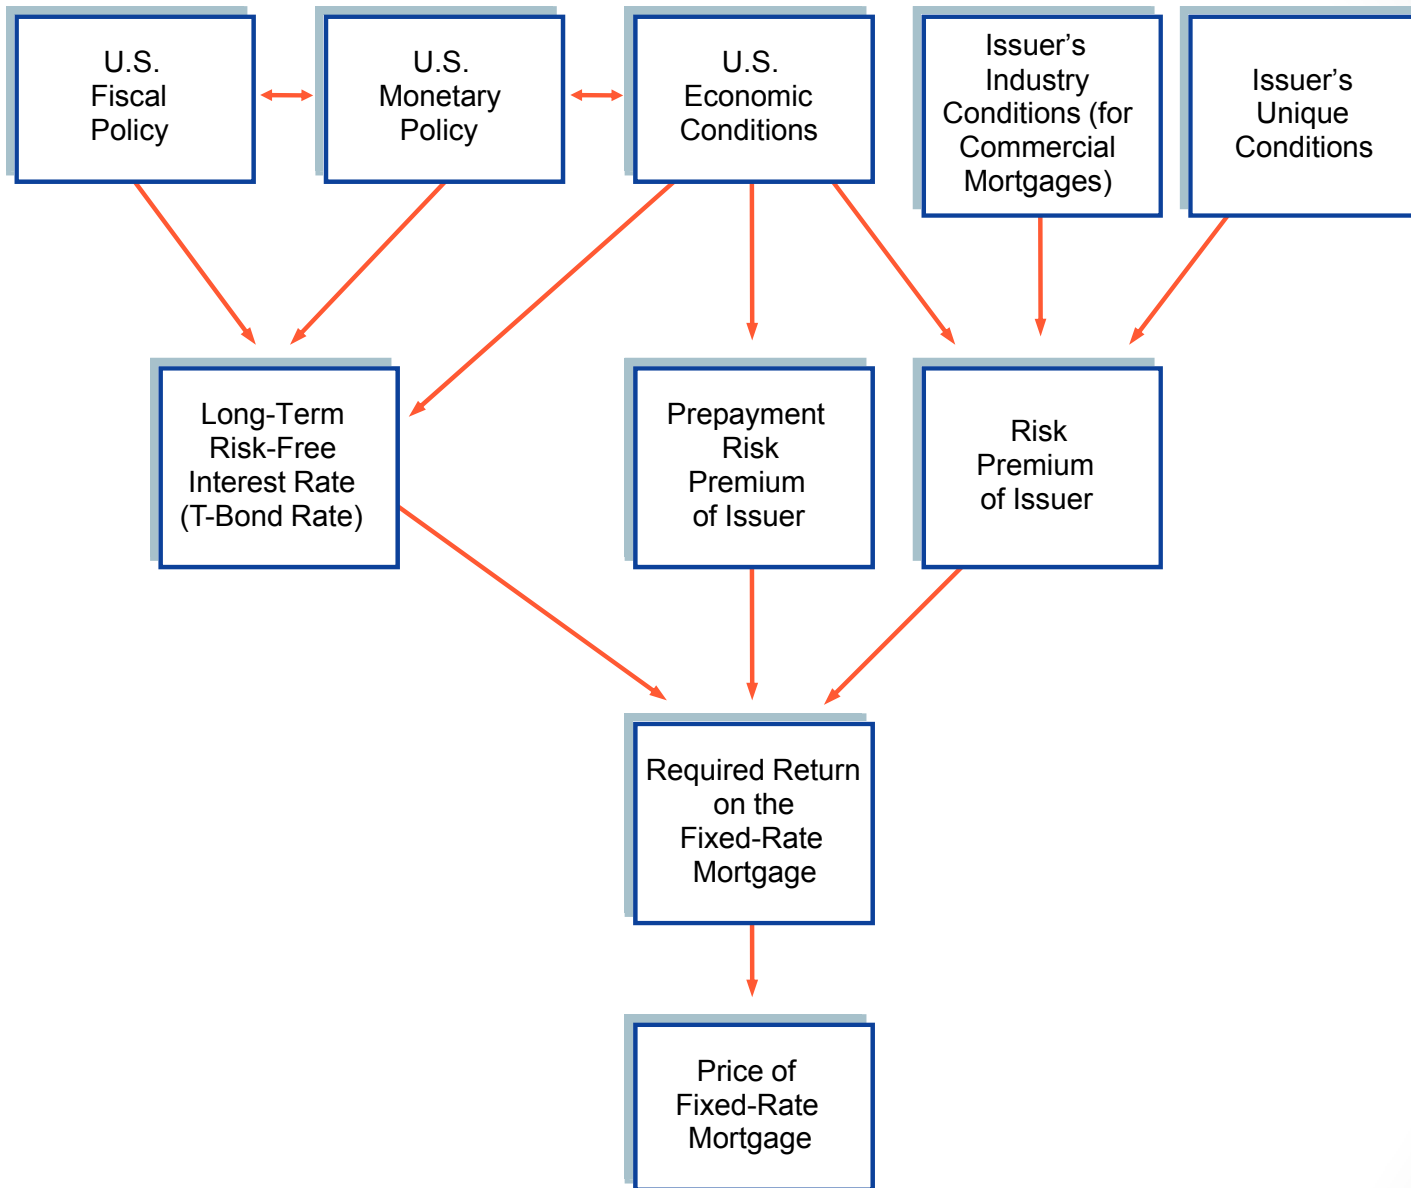 U.S.
Fiscal
Policy
U.S.
Monetary
Policy
U.S.
Economic
Conditions
Issuer’s
Industry
Conditions (for
Commercial
Mortgages)
Issuer’s
Unique
Conditions
Long-Term
Risk-Free
Interest Rate
(T-Bond Rate)
Prepayment
Risk
Premium
of Issuer
Risk
Premium
of Issuer
Required Return
on the
Fixed-Rate
Mortgage
Price of
Fixed-Rate
Mortgage